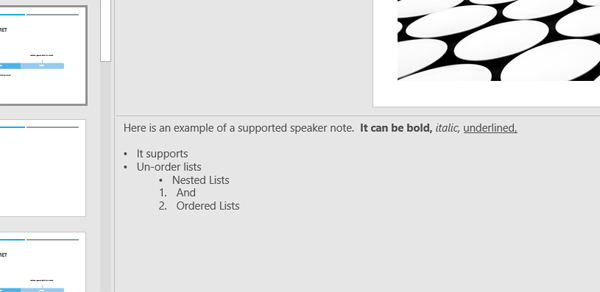 Here is an example of a supported speaker note.  It can be bold, italic, underlined.
• It supports
• Un-order lists
• Nested Lists
1. And
2. Ordered Lists